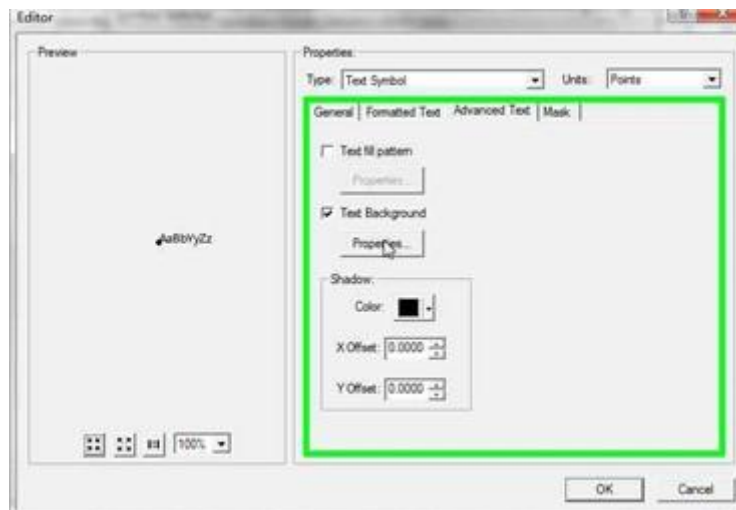 Editor
Preview
Properties:
Type: Text Symbol Units: Points
General Formatted Text Advanced Text Mask
Text fill pattern
Properties...
Text Background
Properties...
AaBbYyZz
Shadow:
Color:
X Offset: 0.0000
Y Offset: 0.0000
100%
OK Cancel